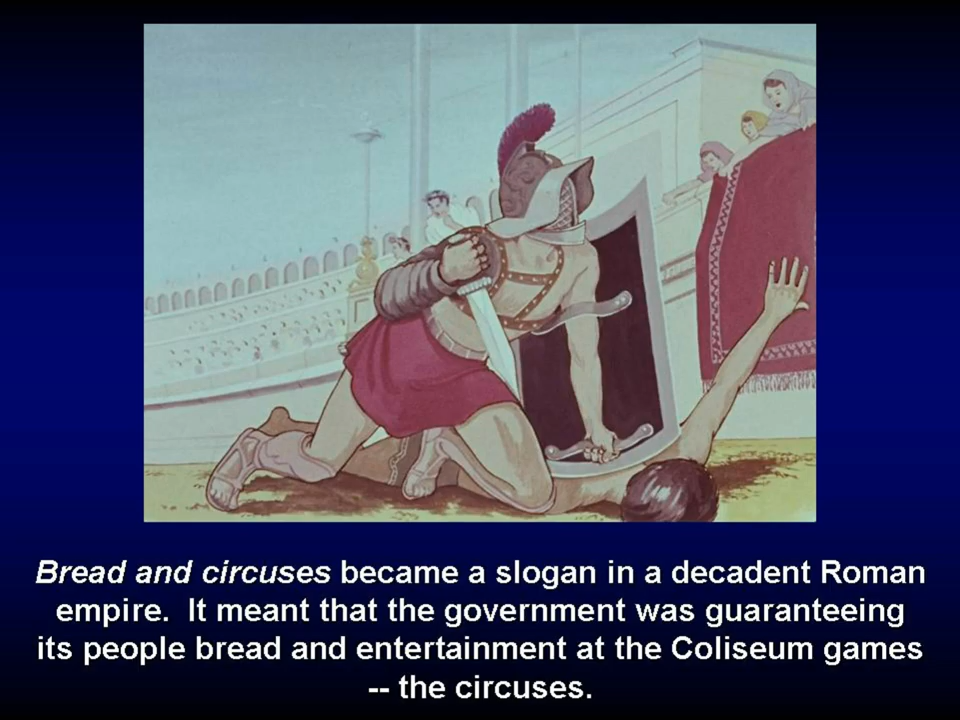 Bread and circuses became a slogan in a decadent Roman
empire.  It meant that the government was guaranteeing
its people bread and entertainment at the Coliseum games
-- the circuses.